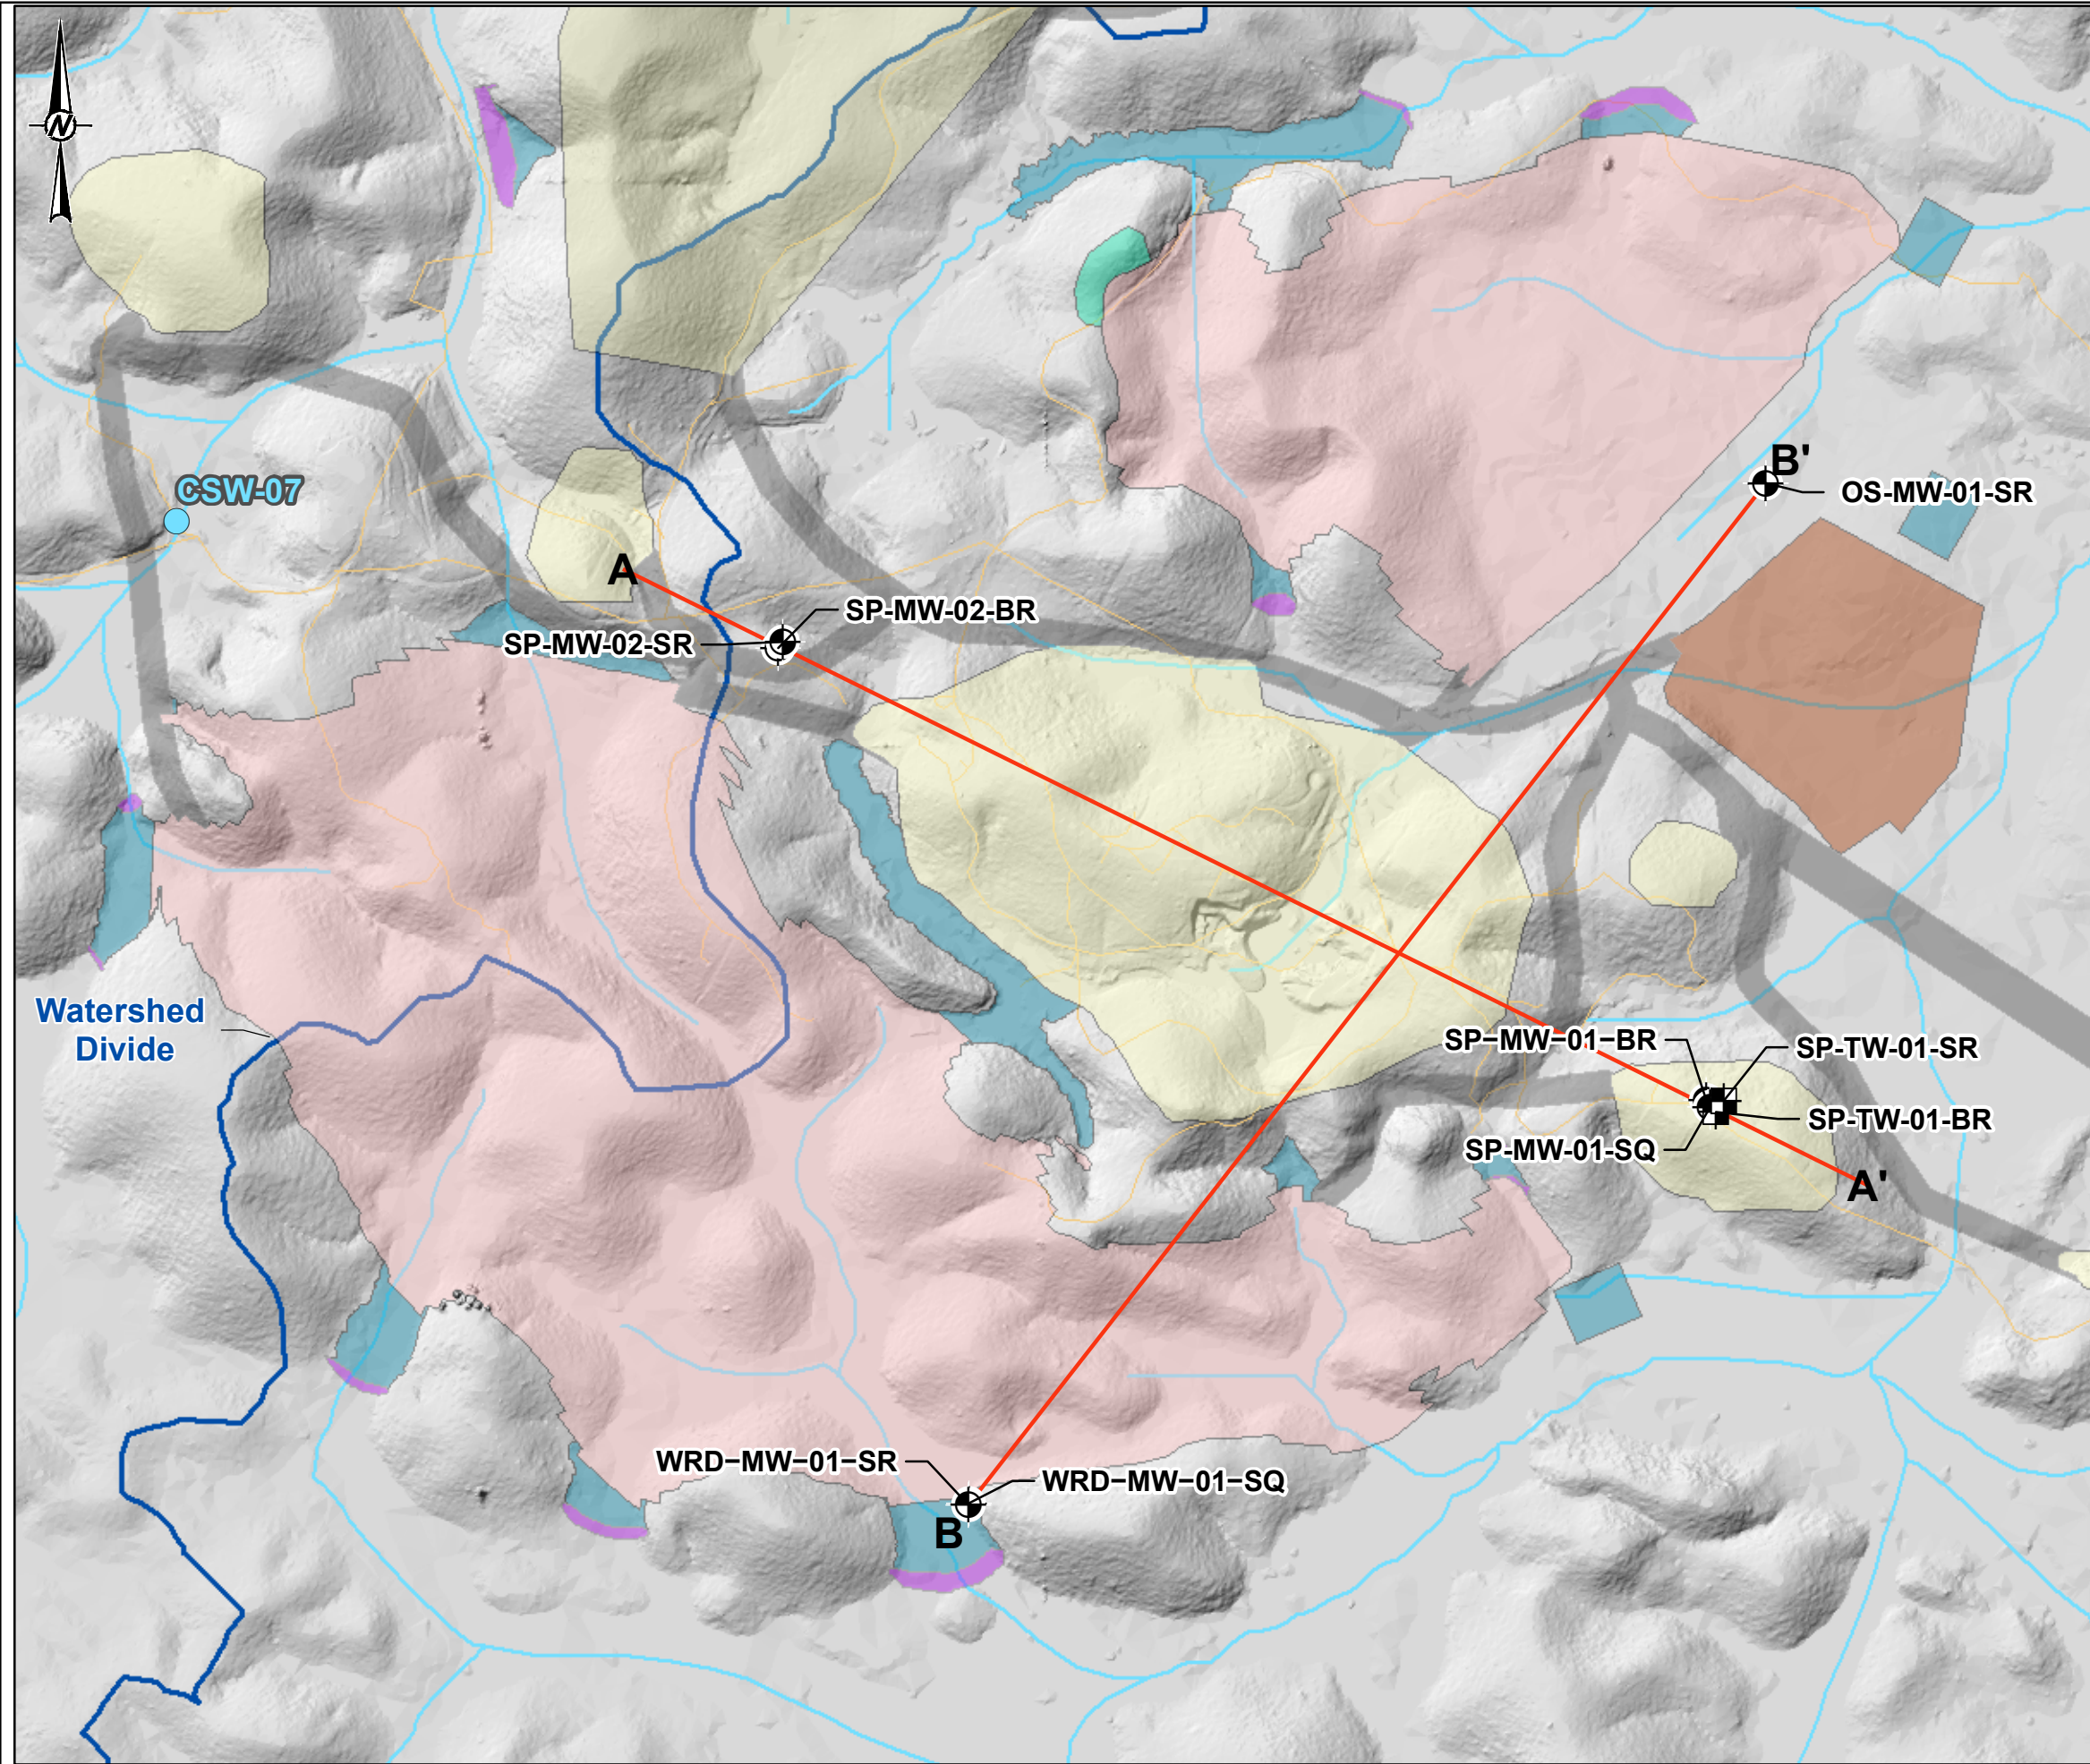 N
B'
CSW-07
OS-MW-01-SR
A
SP-MW-02-BR
SP-MW-02-SR
Watershed
Divide
SP-MW-01-BR
SP-TW-01-SR
SP-TW-01-BR
SP-MW-01-SQ
A'
WRD-MW-01-SR
WRD-MW-01-SQ
B